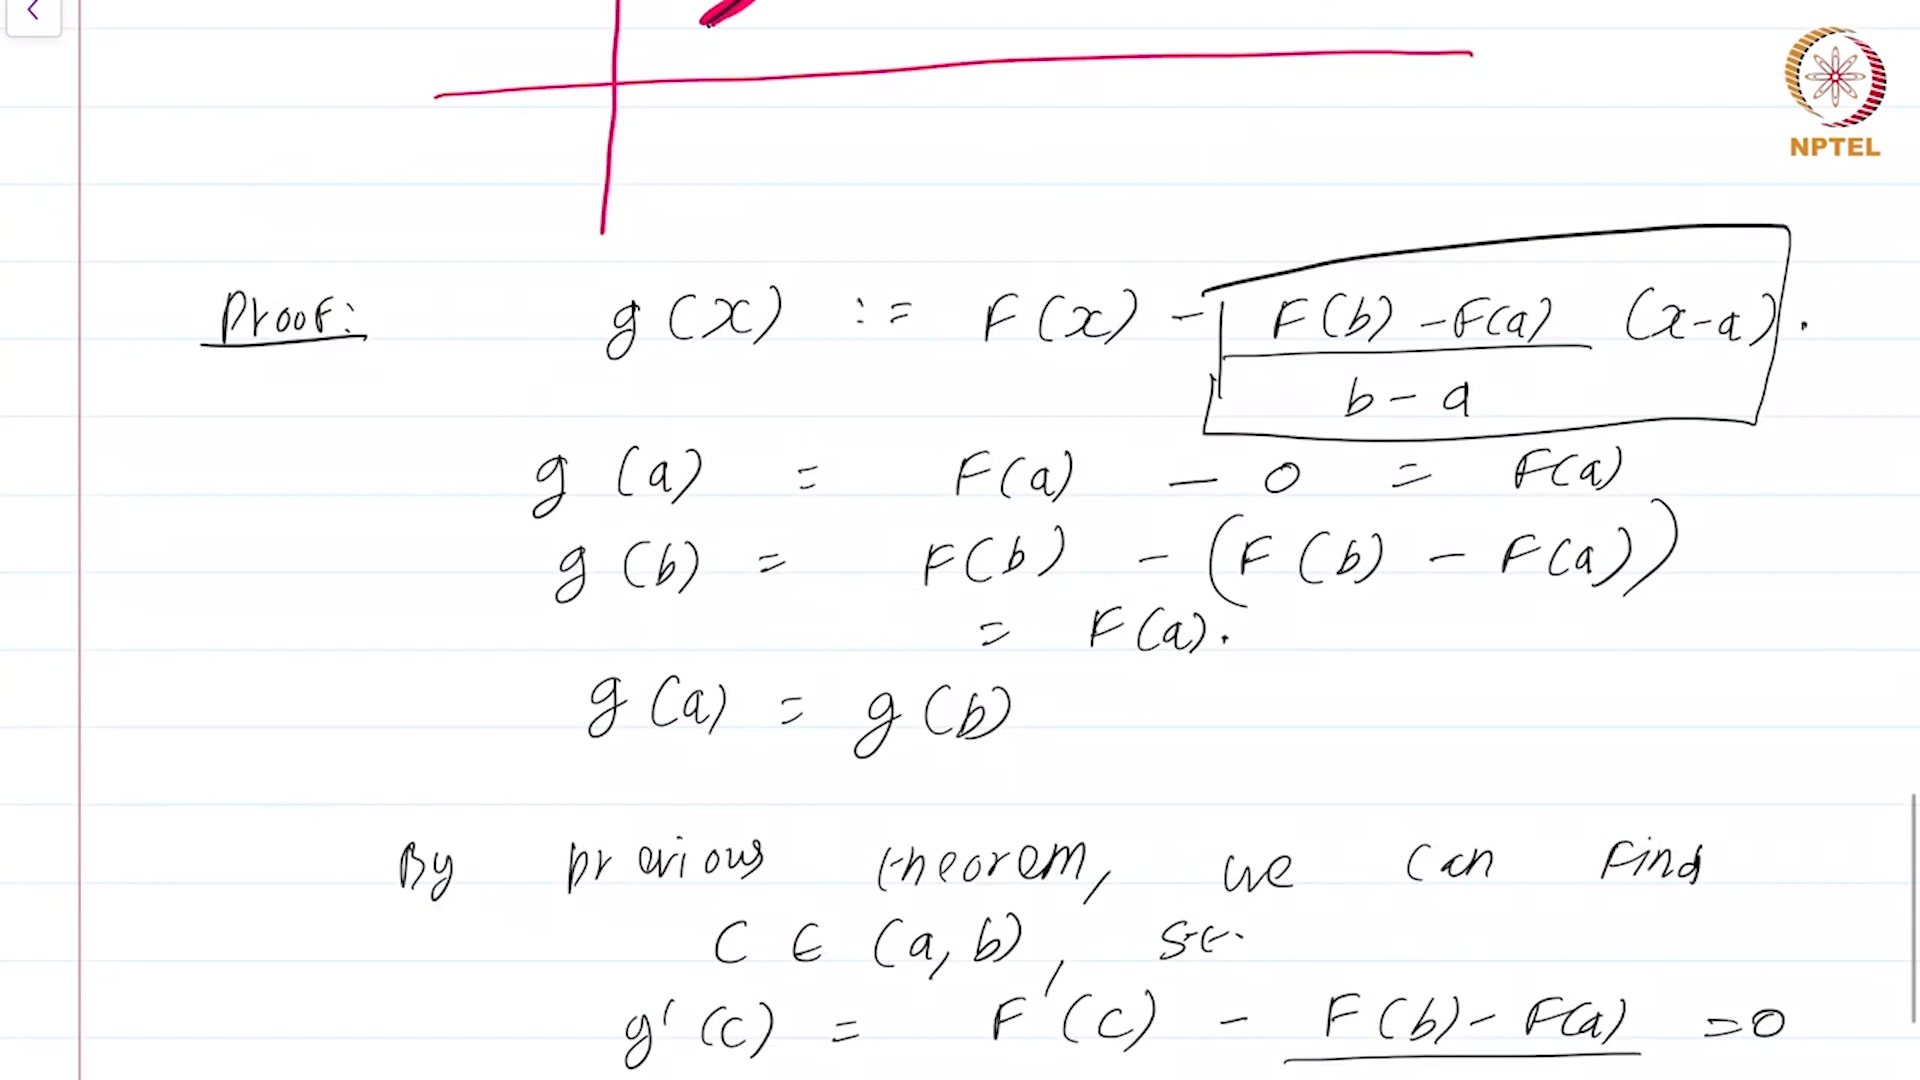 NPTEL
Proof: g(x) := F(x) - F(b) - F(a) (x-a).
b - a
g(a) = F(a) - 0 = F(a)
g(b) = F(b) - (F(b) - F(a))
= F(a).
g(a) = g(b)
By previous theorem, we can find
C ∈ (a,b), s.t.
g'(c) = F'(c) - F(b) - F(a) = 0